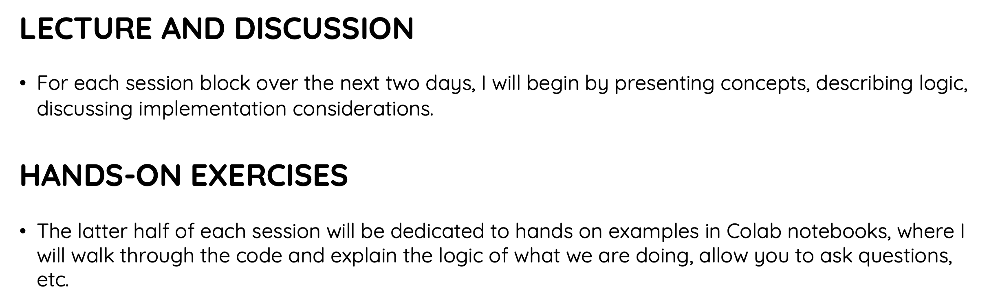 LECTURE AND DISCUSSION
• For each session block over the next two days, I will begin by presenting concepts, describing logic,
discussing implementation considerations.
HANDS-ON EXERCISES
• The latter half of each session will be dedicated to hands on examples in Colab notebooks, where I
will walk through the code and explain the logic of what we are doing, allow you to ask questions,
etc.